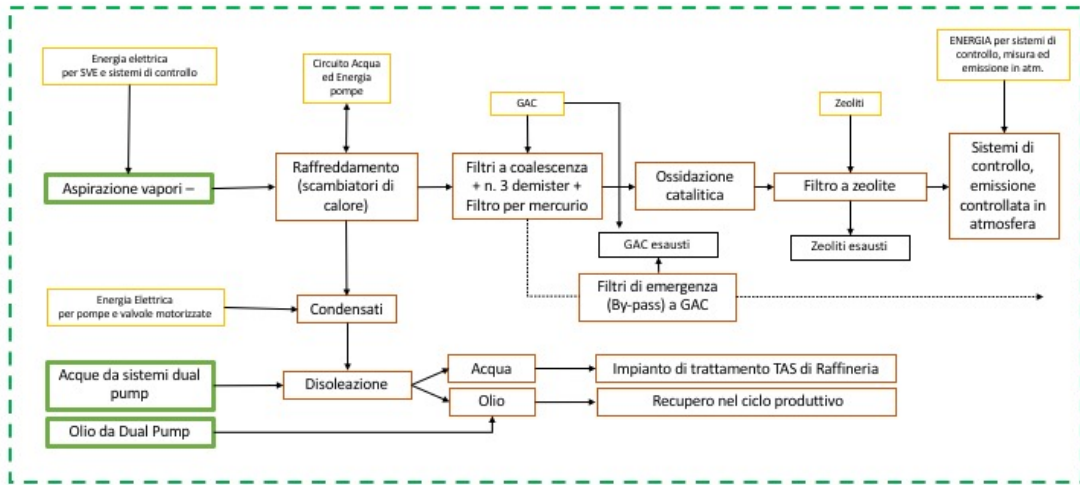 Energia elettrica
per SVE e sistemi di controllo
Circuito Acqua
ed Energia
pompe
GAC
Zeoliti
ENERGIA per sistemi di
controllo, misura ed
emissione in atm.
Aspirazione vapori –
Raffreddamento
(scambiatori di
calore)
Filtri a coalescenza
+ n. 3 demister +
Filtro per mercurio
Ossidazione
catalitica
Filtro a zeolite
Sistemi di
controllo,
emissione
controllata in
atmosfera
GAC esausti
Zeoliti esausti
Filtri di emergenza
(By-pass) a GAC
Energia Elettrica
per pompe e valvole motorizzate
Condensati
Acque da sistemi dual
pump
Disoleazione
Acqua
Impianto di trattamento TAS di Raffineria
Olio
Recupero nel ciclo produttivo
Olio da Dual Pump